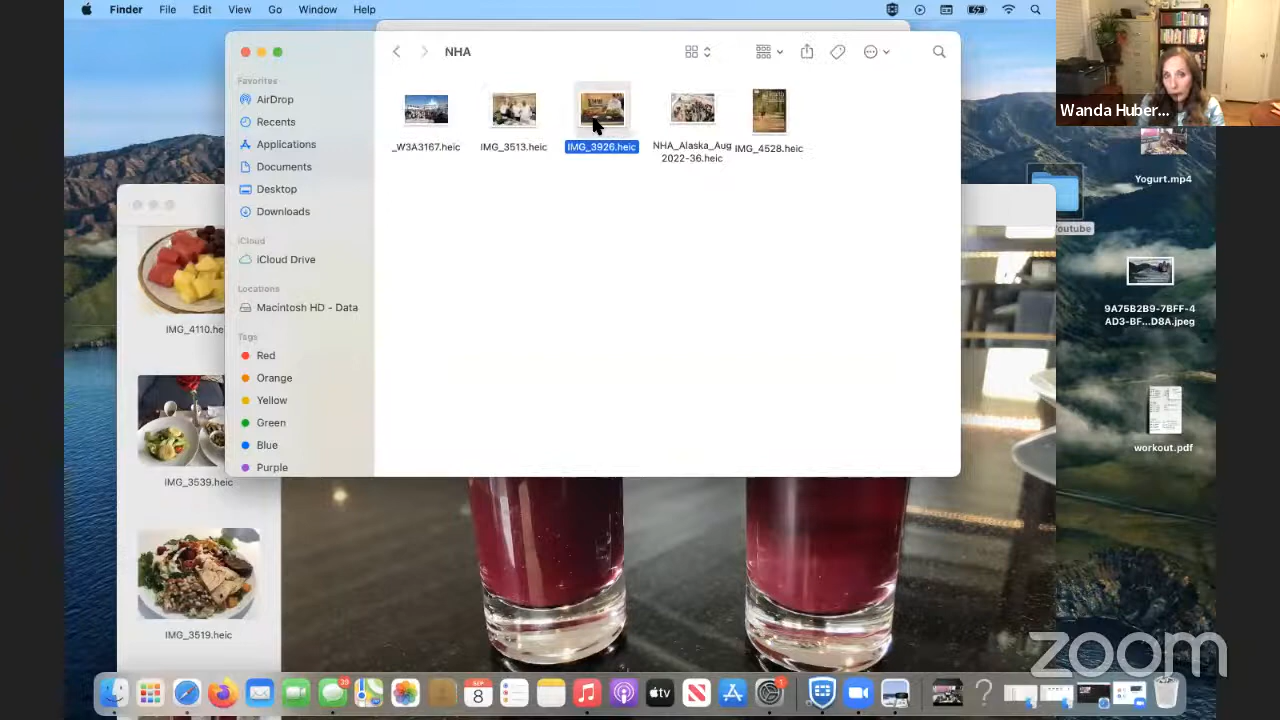 Finder File Edit View Go Window Help
NHA
Wanda Huber...
Favorites
AirDrop
Recents
Applications
Documents
Desktop
Downloads
iCloud
iCloud Drive
Locations
Macintosh HD - Data
Tags
Red
Orange
Yellow
Green
Blue
Purple
_W3A3167.heic
IMG_3513.heic
IMG_3926.heic
NHA_Alaska_Aug
2022-36.heic
IMG_4528.heic
Yogurt.mp4
outube
9A75B2B9-7BFF-4
AD3-BF...D8A.jpeg
workout.pdf
IMG_4110.he
IMG_3539.heic
IMG_3519.heic
zoom
SEP
8
tv